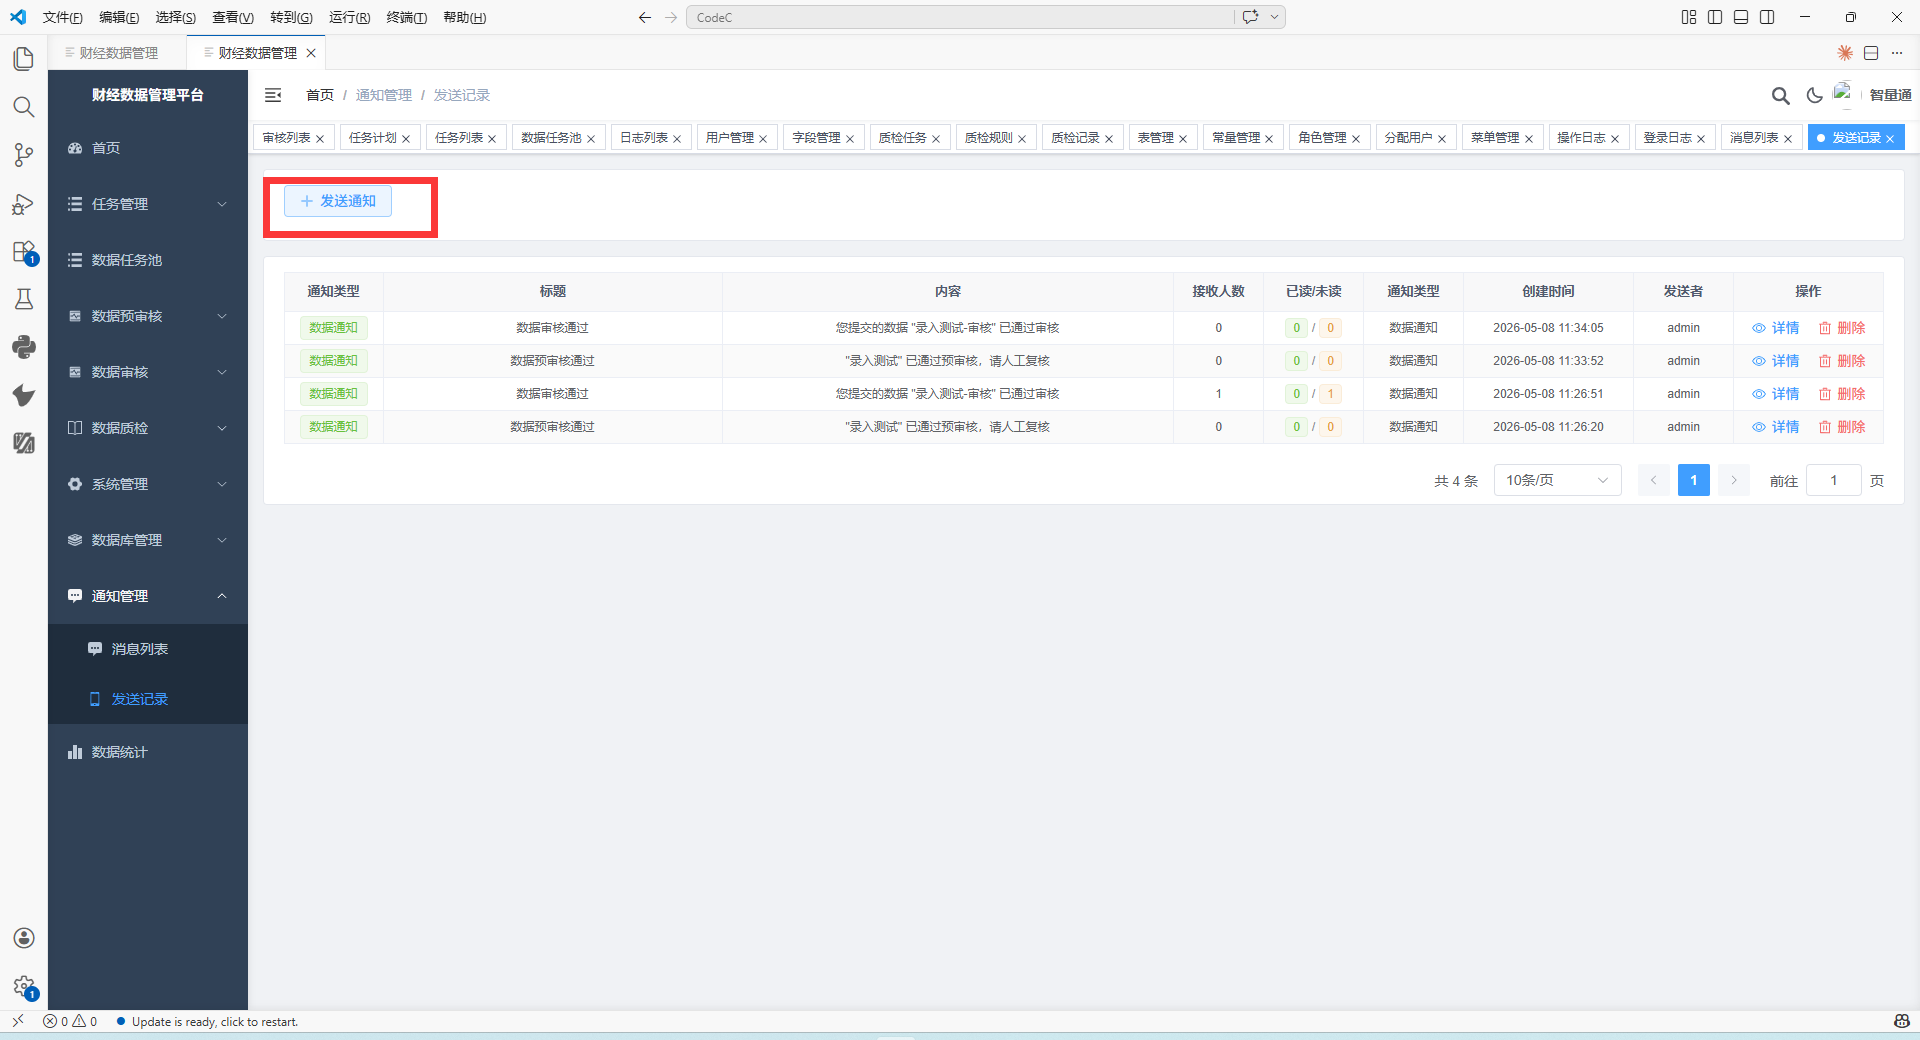 文件(F) 编辑(E) 选择(S) 查看(V) 转到(G) 运行(R) 终端(T) 帮助(H) CodeC
财经数据管理 财经数据管理
财经数据管理平台
首页 / 通知管理 / 发送记录 智量通
审核列表 任务计划 任务列表 数据任务池 日志列表 用户管理 字段管理 质检任务 质检规则 质检记录 表管理 常量管理 角色管理 分配用户 菜单管理 操作日志 登录日志 消息列表 发送记录
首页
任务管理
数据任务池
数据预审核
数据审核
数据质检
系统管理
数据库管理
通知管理
消息列表
发送记录
数据统计
发送通知
通知类型 标题 内容 接收人数 已读/未读 通知类型 创建时间 发送者 操作
数据通知 数据审核通过 您提交的数据 "录入测试-审核" 已通过审核 0 0 / 0 数据通知 2026-05-08 11:34:05 admin 详情 删除
数据通知 数据预审核通过 "录入测试" 已通过预审核，请人工复核 0 0 / 0 数据通知 2026-05-08 11:33:52 admin 详情 删除
数据通知 数据审核通过 您提交的数据 "录入测试-审核" 已通过审核 1 0 / 1 数据通知 2026-05-08 11:26:51 admin 详情 删除
数据通知 数据预审核通过 "录入测试" 已通过预审核，请人工复核 0 0 / 0 数据通知 2026-05-08 11:26:20 admin 详情 删除
共 4 条 10条/页 1 前往 1 页
1
1
0 0 Update is ready, click to restart.